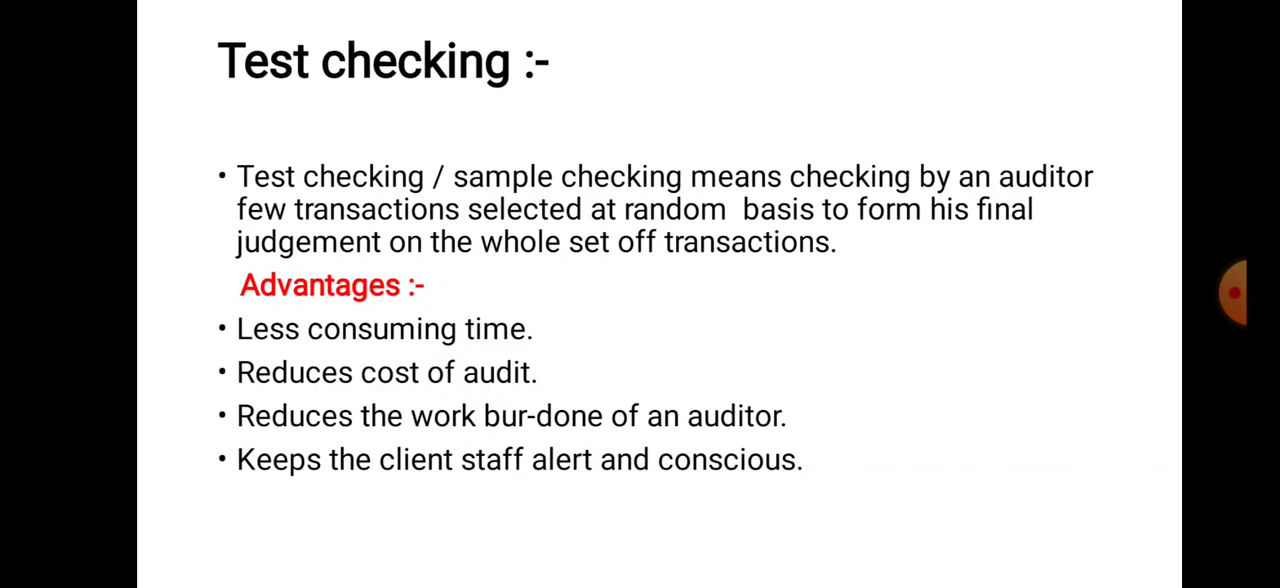 Test checking :-
• Test checking / sample checking means checking by an auditor
few transactions selected at random basis to form his final
judgement on the whole set off transactions.
Advantages :-
• Less consuming time.
• Reduces cost of audit.
• Reduces the work bur-done of an auditor.
• Keeps the client staff alert and conscious.